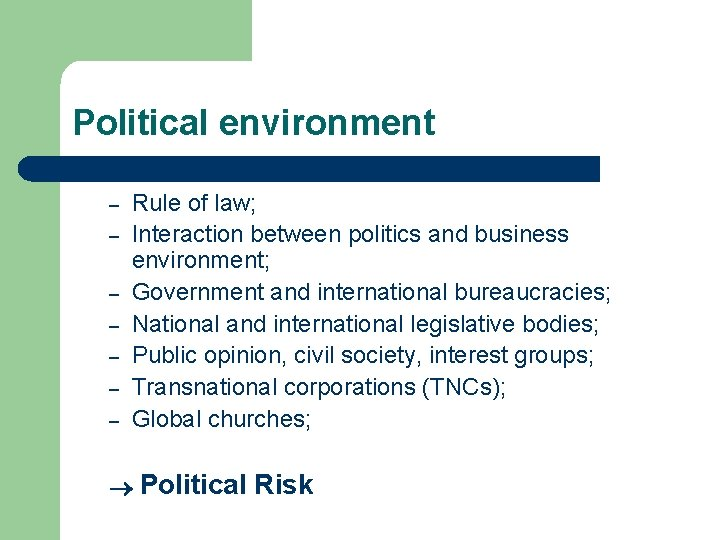 Political environment
– Rule of law;
– Interaction between politics and business
environment;
– Government and international bureaucracies;
– National and international legislative bodies;
– Public opinion, civil society, interest groups;
– Transnational corporations (TNCs);
– Global churches;
→ Political Risk